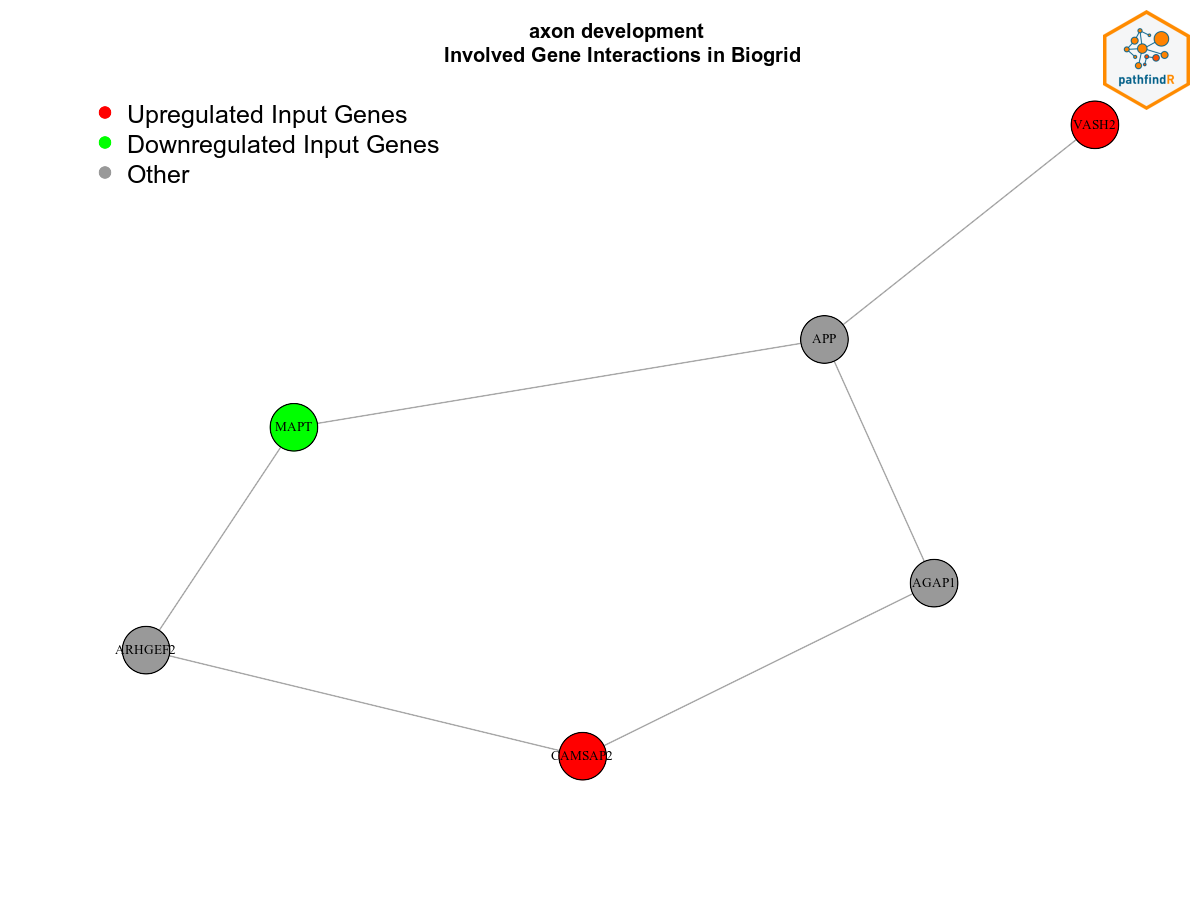 axon development
Involved Gene Interactions in Biogrid
pathfindR
Upregulated Input Genes
Downregulated Input Genes
Other
VASH2
APP
MAPT
AGAP1
ARHGEF2
CAMSAP2